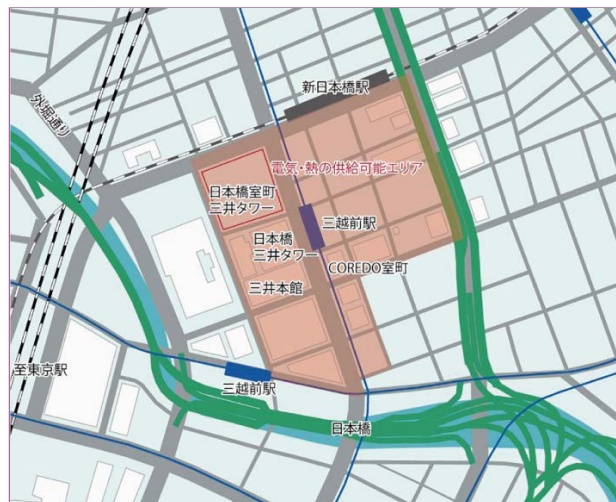 新日本橋駅
外堀通り
電気・熱の供給可能エリア
日本橋室町
三井タワー
三越前駅
日本橋
三井タワー
COREDO室町
三井本館
至東京駅
三越前駅
日本橋